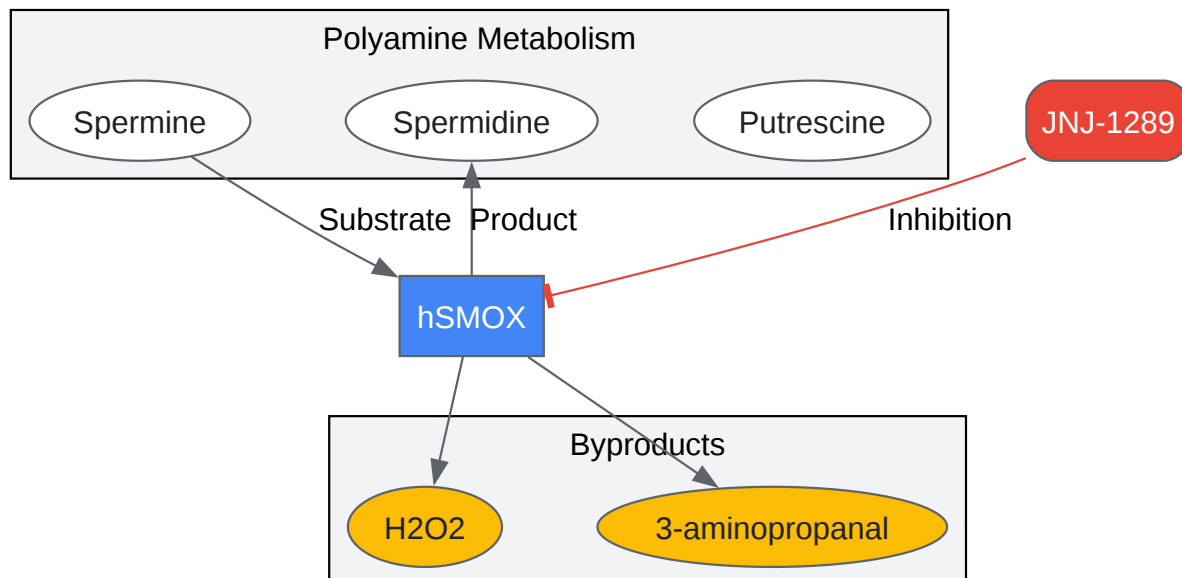 Polyamine Metabolism
Spermine
Spermidine
Putrescine
JNJ-1289
Substrate
Product
Inhibition
hSMOX
Byproducts
H2O2
3-aminopropanal